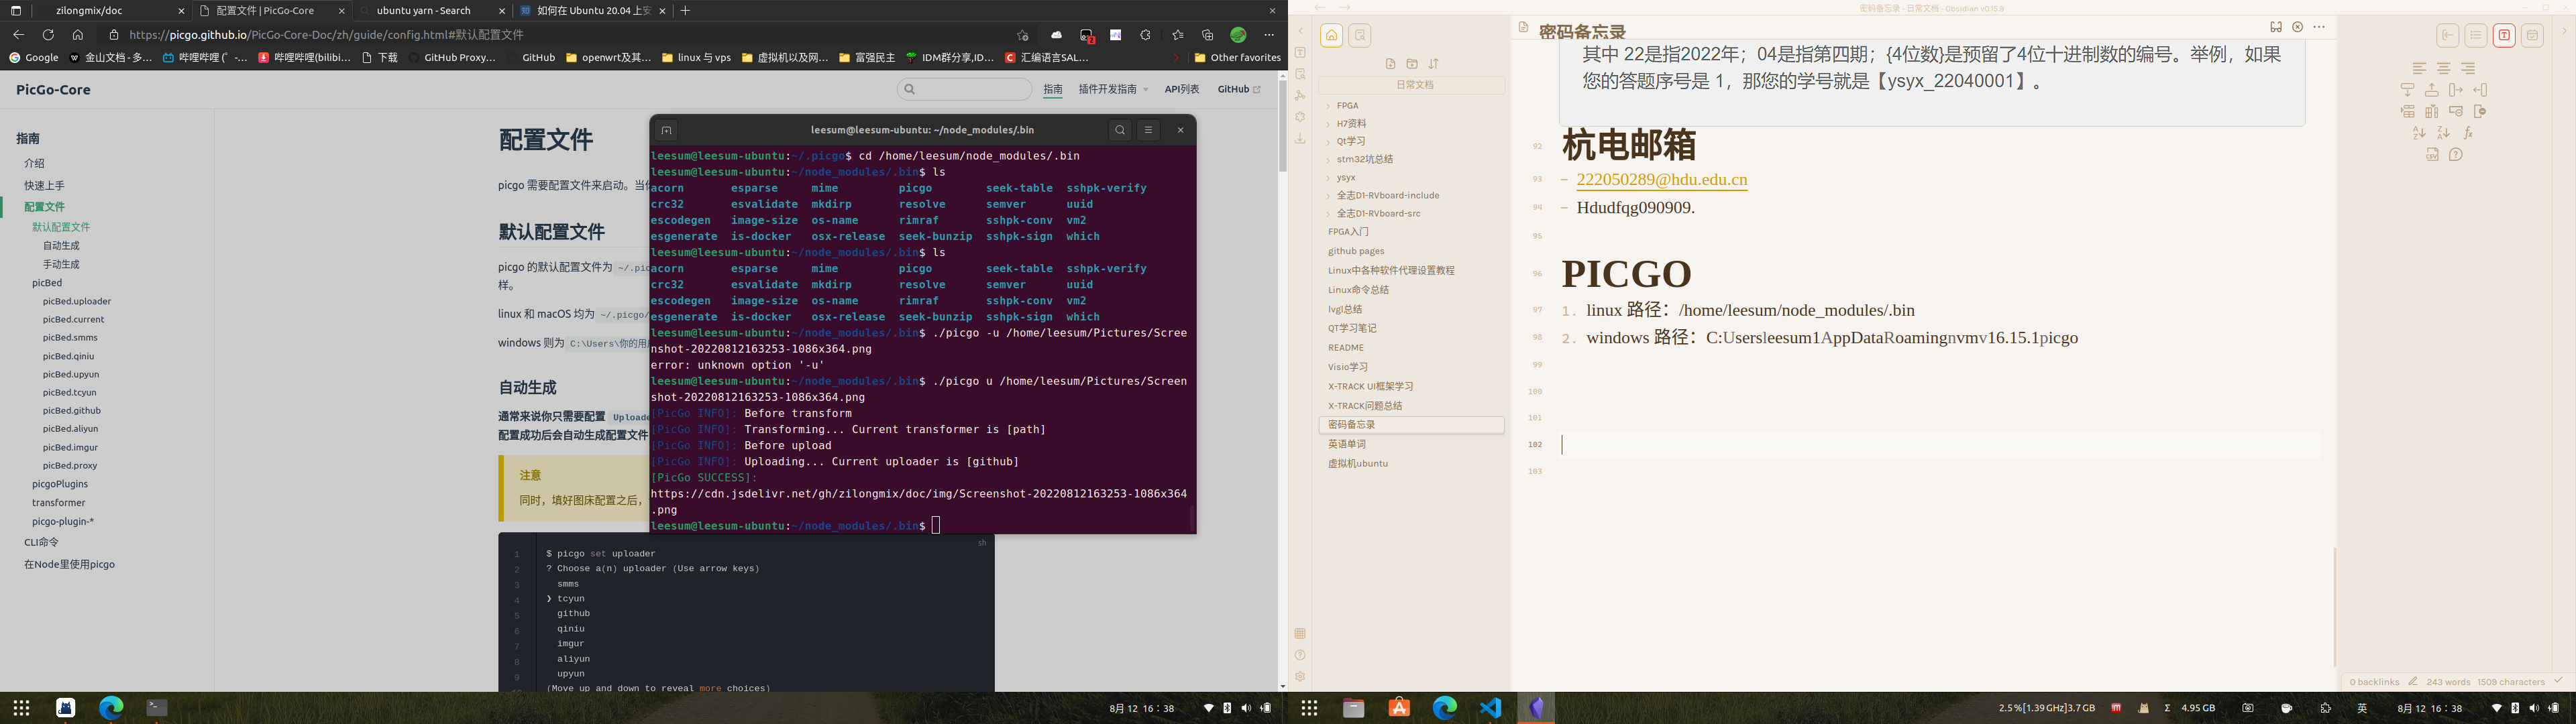 zilongmix/doc
配置文件 | PicGo-Core
ubuntu yarn - Search
如何在 Ubuntu 20.04 上安
https://picgo.github.io/PicGo-Core-Doc/zh/guide/config.html#默认配置文件
Google
金山文档 - 多...
哔哩哔哩 (゜-...
哔哩哔哩(bilibi...
下载
GitHub Proxy...
GitHub
openwrt及其...
linux 与 vps
虚拟机以及网...
富强民主
IDM群分享,ID...
汇编语言SAL...
Other favorites
PicGo-Core
指南
插件开发指南
API列表
GitHub
指南
介绍
快速上手
配置文件
默认配置文件
自动生成
手动生成
picBed
picBed.uploader
picBed.current
picBed.smms
picBed.qiniu
picBed.upyun
picBed.tcyun
picBed.github
picBed.aliyun
picBed.imgur
picBed.proxy
picgoPlugins
transformer
picgo-plugin-*
CLI命令
在Node里使用picgo
配置文件
picgo 需要配置文件来启动。当你
默认配置文件
picgo 的默认配置文件为 ~/.pic
样。
linux 和 macOS 均为 ~/.picgo/
windows 则为 C:\Users\你的用户
自动生成
通常来说你只需要配置 Uploade
配置成功后会自动生成配置文件
注意
同时，填好图床配置之后，
sh
1 $ picgo set uploader
2 ? Choose a(n) uploader (Use arrow keys)
3 smms
4 ❯ tcyun
5 github
6 qiniu
7 imgur
8 aliyun
9 upyun
(Move up and down to reveal more choices)
leesum@leesum-ubuntu: ~/node_modules/.bin
leesum@leesum-ubuntu:~/.picgo$ cd /home/leesum/node_modules/.bin
leesum@leesum-ubuntu:~/node_modules/.bin$ ls
acorn esparse mime picgo seek-table sshpk-verify
crc32 esvalidate mkdirp resolve semver uuid
escodegen image-size os-name rimraf sshpk-conv vm2
esgenerate is-docker osx-release seek-bunzip sshpk-sign which
leesum@leesum-ubuntu:~/node_modules/.bin$ ls
acorn esparse mime picgo seek-table sshpk-verify
crc32 esvalidate mkdirp resolve semver uuid
escodegen image-size os-name rimraf sshpk-conv vm2
esgenerate is-docker osx-release seek-bunzip sshpk-sign which
leesum@leesum-ubuntu:~/node_modules/.bin$ ./picgo -u /home/leesum/Pictures/Scree
nshot-20220812163253-1086x364.png
error: unknown option '-u'
leesum@leesum-ubuntu:~/node_modules/.bin$ ./picgo u /home/leesum/Pictures/Screen
shot-20220812163253-1086x364.png
[PicGo INFO]: Before transform
[PicGo INFO]: Transforming... Current transformer is [path]
[PicGo INFO]: Before upload
[PicGo INFO]: Uploading... Current uploader is [github]
[PicGo SUCCESS]:
https://cdn.jsdelivr.net/gh/zilongmix/doc/img/Screenshot-20220812163253-1086x364
.png
leesum@leesum-ubuntu:~/node_modules/.bin$
8月 12 16：38
密码备忘录 - 日常文档 - Obsidian v0.15.9
日常文档
FPGA
H7资料
Qt学习
stm32坑总结
ysyx
全志D1-RVboard-include
全志D1-RVboard-src
FPGA入门
github pages
Linux中各种软件代理设置教程
Linux命令总结
lvgl总结
QT学习笔记
README
Visio学习
X-TRACK UI框架学习
X-TRACK问题总结
密码备忘录
英语单词
虚拟机ubuntu
密码备忘录
其中 22是指2022年；04是指第四期；{4位数}是预留了4位十进制数的编号。举例，如果
您的答题序号是 1，那您的学号就是【ysyx_22040001】。
92 杭电邮箱
93 – 222050289@hdu.edu.cn
94 – Hdudfqg090909.
95
96 PICGO
97 1. linux 路径：/home/leesum/node_modules/.bin
98 2. windows 路径：C:Usersleesum1AppDataRoamingnvmv16.15.1picgo
99
100
101
102
103
0 backlinks
243 words
1509 characters
2.5％[1.39 GHz]3.7 GB
Σ 4.95 GB
英
8月 12 16：38